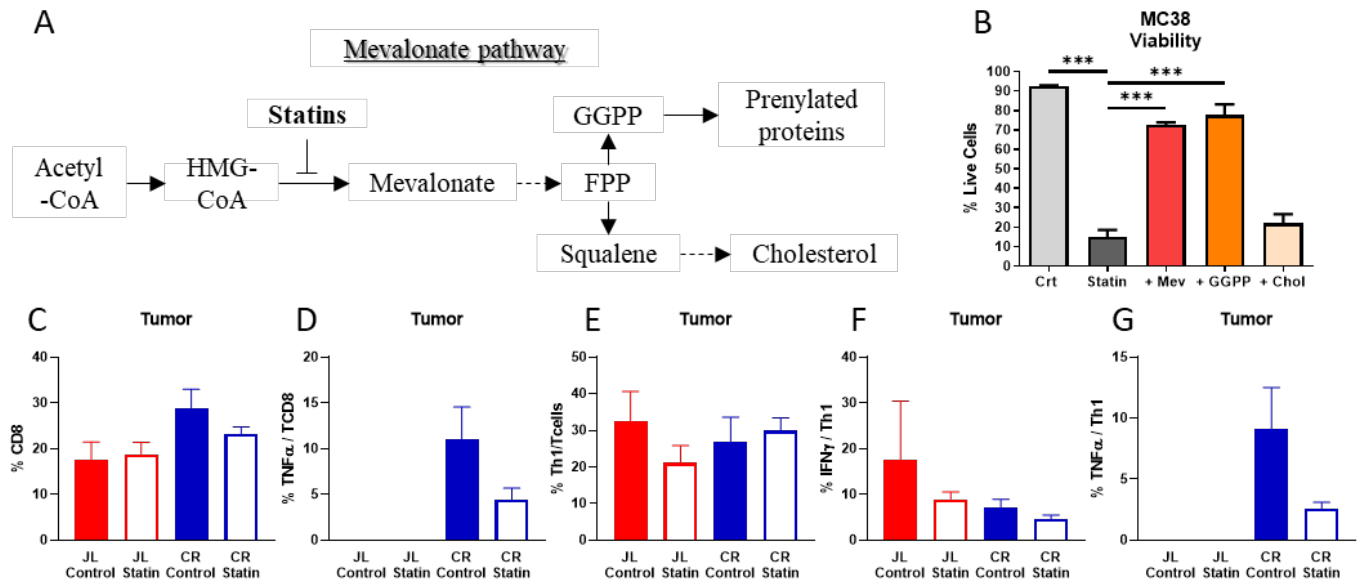 A
Mevalonate pathway
Statins
Acetyl
-CoA
HMG-
CoA
Mevalonate
GGPP
FPP
Squalene
Prenylated
proteins
Cholesterol
B
MC38
Viability
% Live Cells
100
90
80
70
60
50
40
30
20
10
0
***
***
***
Crt
Statin
+ Mev
+ GGPP
+ Chol
C
Tumor
% CD8
40
30
20
10
0
JL
Control
JL
Statin
CR
Control
CR
Statin
D
Tumor
% TNFα / TCD8
20
15
10
5
0
JL
Control
JL
Statin
CR
Control
CR
Statin
E
Tumor
% Th1/Tcells
50
40
30
20
10
0
JL
Control
JL
Statin
CR
Control
CR
Statin
F
Tumor
% IFNγ / Th1
40
30
20
10
0
JL
Control
JL
Statin
CR
Control
CR
Statin
G
Tumor
% TNFα / Th1
15
10
5
0
JL
Control
JL
Statin
CR
Control
CR
Statin